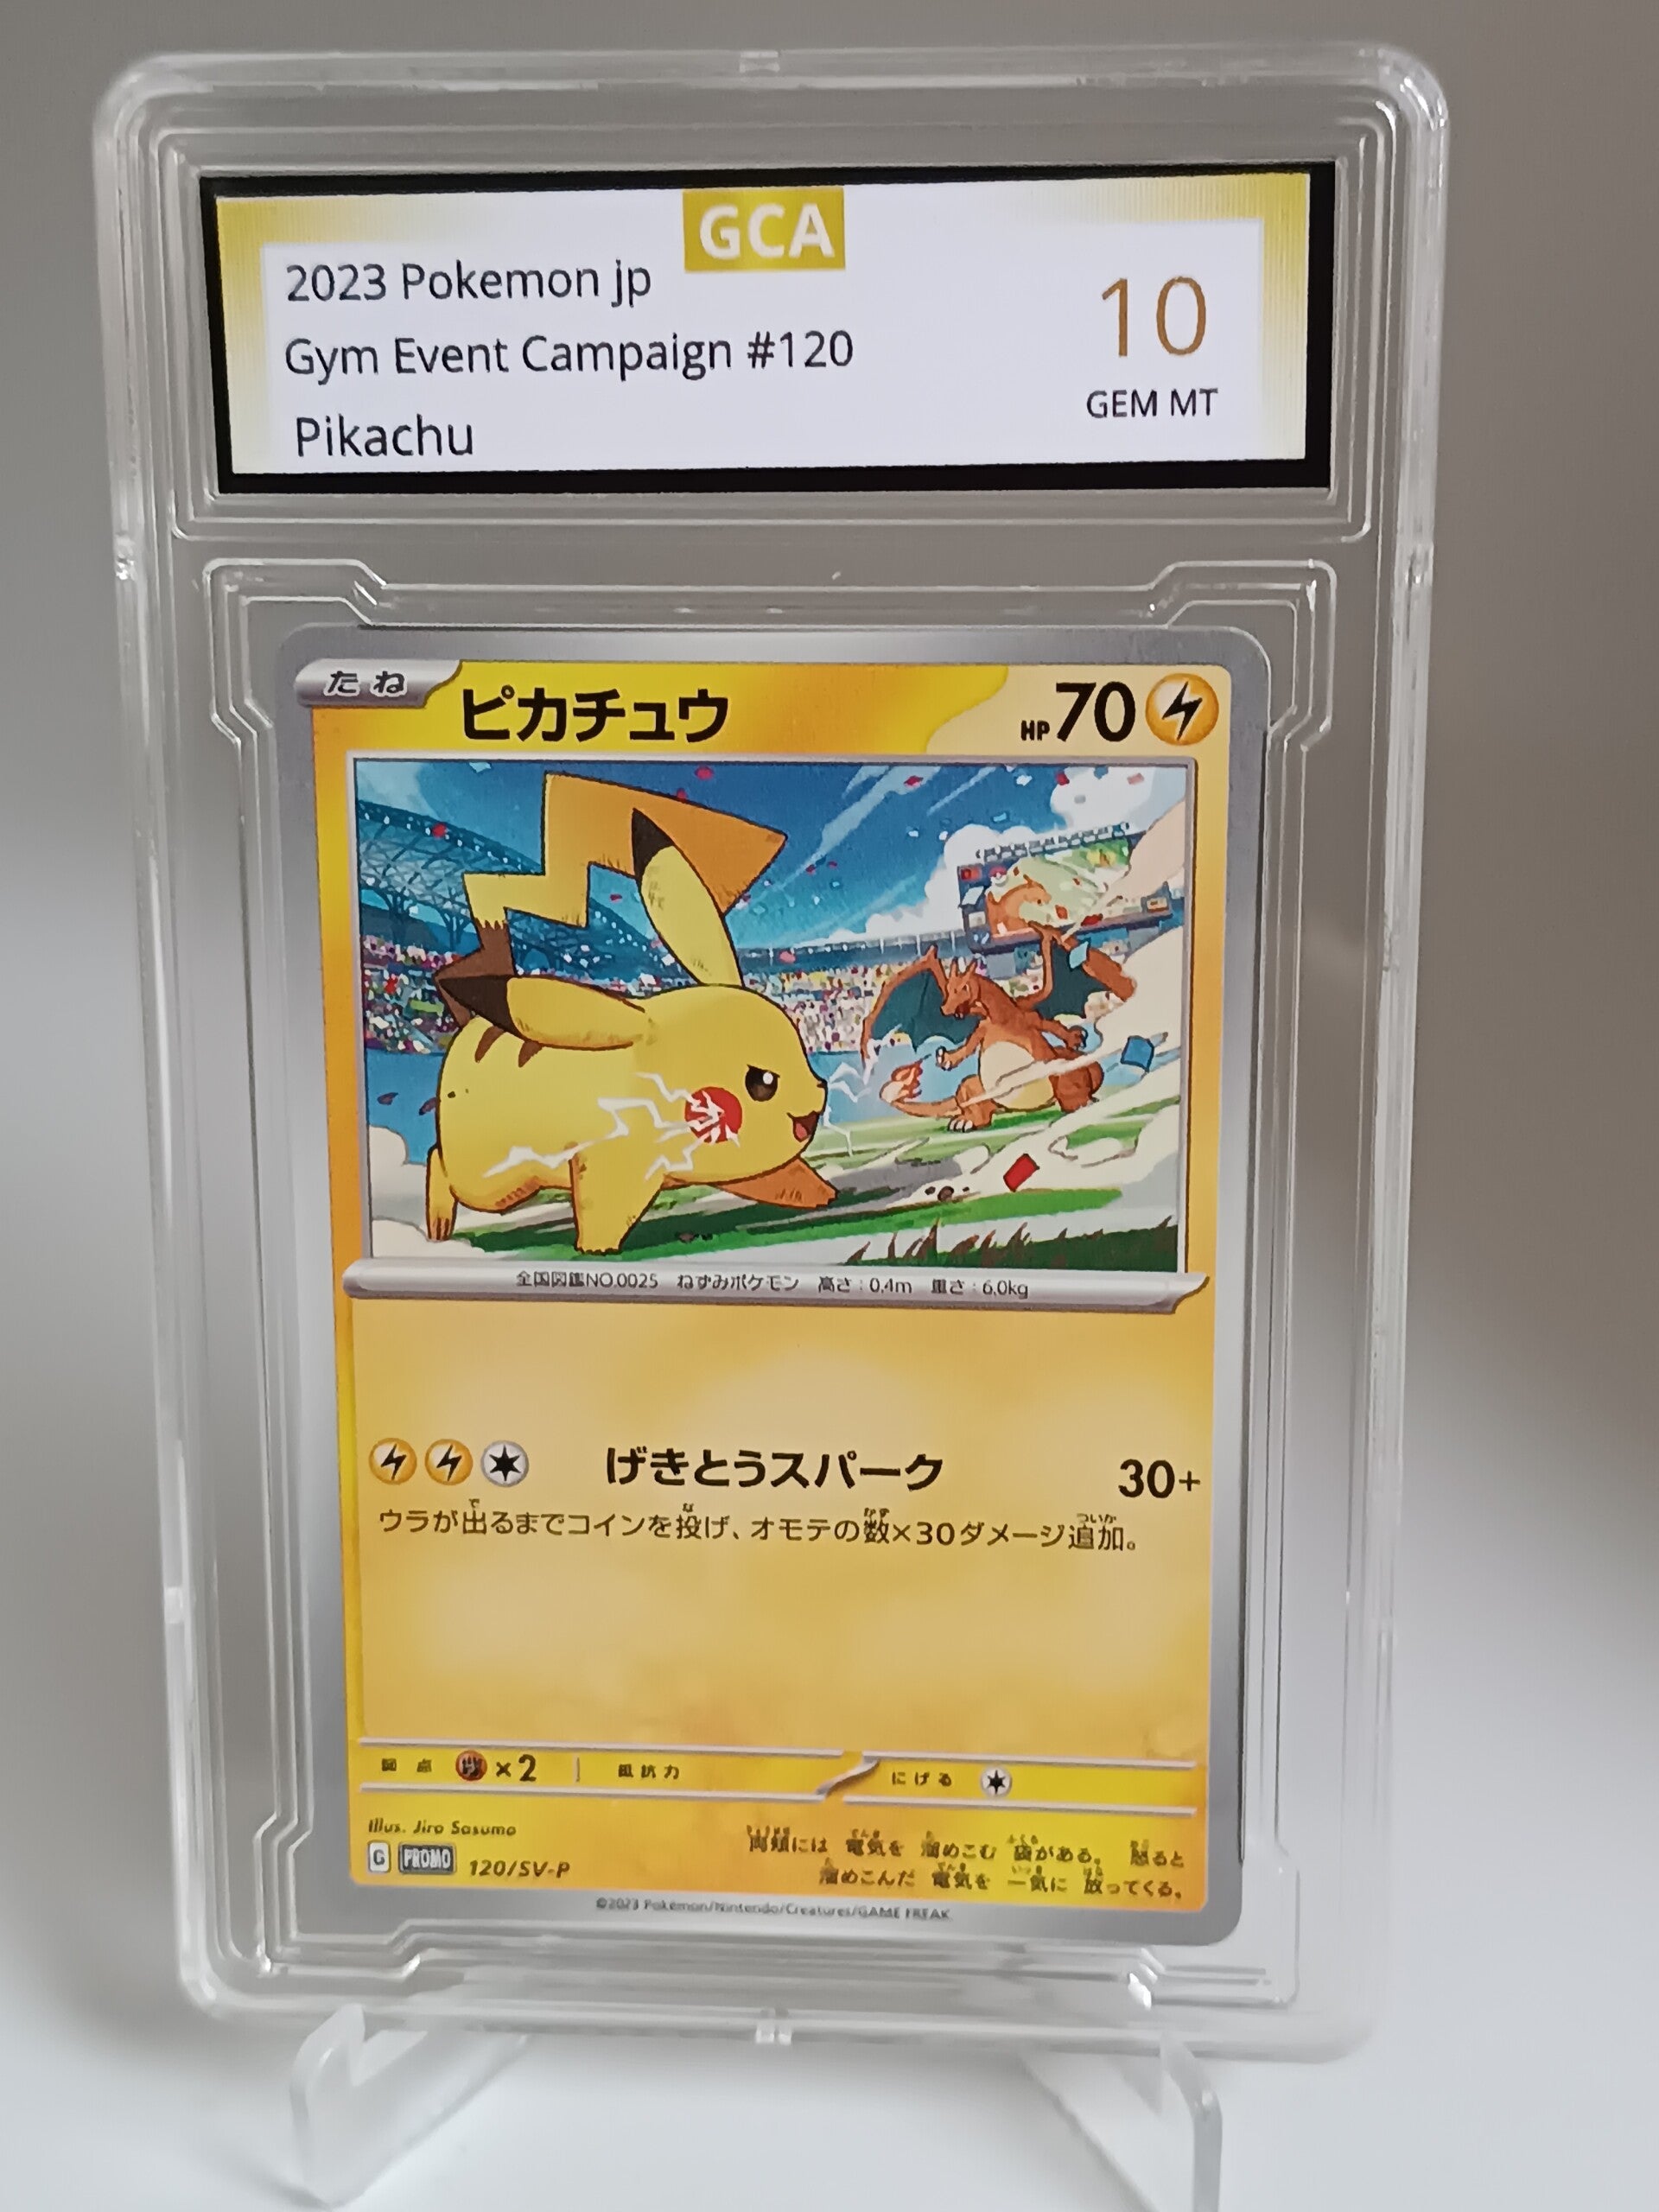 GCA
2023 Pokemon jp
Gym Event Campaign #120
Pikachu
10
GEM MT
たね
ピカチュウ
HP70
全国図鑑NO.0025 ねずみポケモン 高さ：0.4m 重さ：6.0kg
げきとうスパーク 30+
ウラが出るまでコインを投げ、オモテの数×30ダメージ追加。
弱点 ×2 抵抗力 にげる
Illus. Jiro Sasumo
G PROMO 120/SV-P
両頬には 電気を 溜めこむ 袋がある。 怒ると
溜めこんだ 電気を 一気に 放ってくる。
©2023 Pokémon/Nintendo/Creatures/GAME FREAK